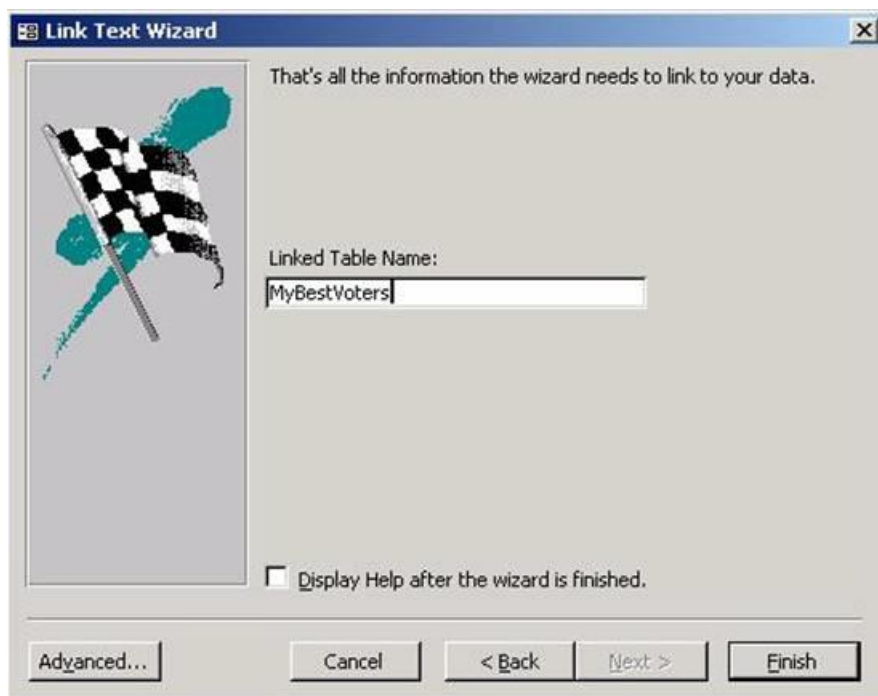 Link Text Wizard
That's all the information the wizard needs to link to your data.
Linked Table Name:
MyBestVoters
Display Help after the wizard is finished.
Advanced... Cancel < Back Next > Finish